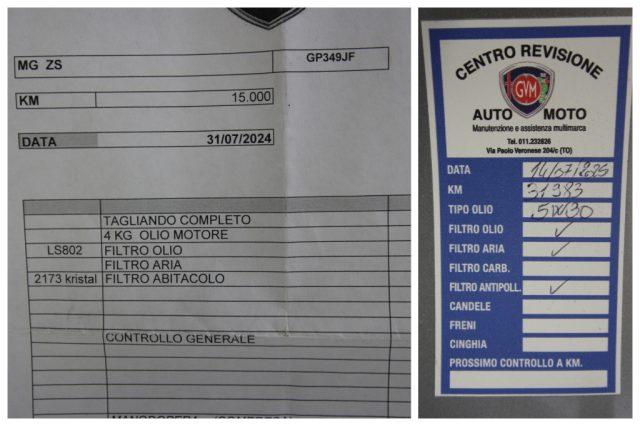 MG ZS GP349JF
KM 15.000
DATA 31/07/2024
TAGLIANDO COMPLETO
4 KG OLIO MOTORE
LS802 FILTRO OLIO
FILTRO ARIA
2173 kristal FILTRO ABITACOLO
CONTROLLO GENERALE
CENTRO REVISIONE
GVM
AUTO MOTO
Manutenzione e assistenza multimarca
Tel. 011.232826
Via Paolo Veronese 204/c (TO)
DATA 14/07/2025
KM 31383
TIPO OLIO 5W30
FILTRO OLIO ✓
FILTRO ARIA ✓
FILTRO CARB.
FILTRO ANTIPOLL. ✓
CANDELE
FRENI
CINGHIA
PROSSIMO CONTROLLO A KM.